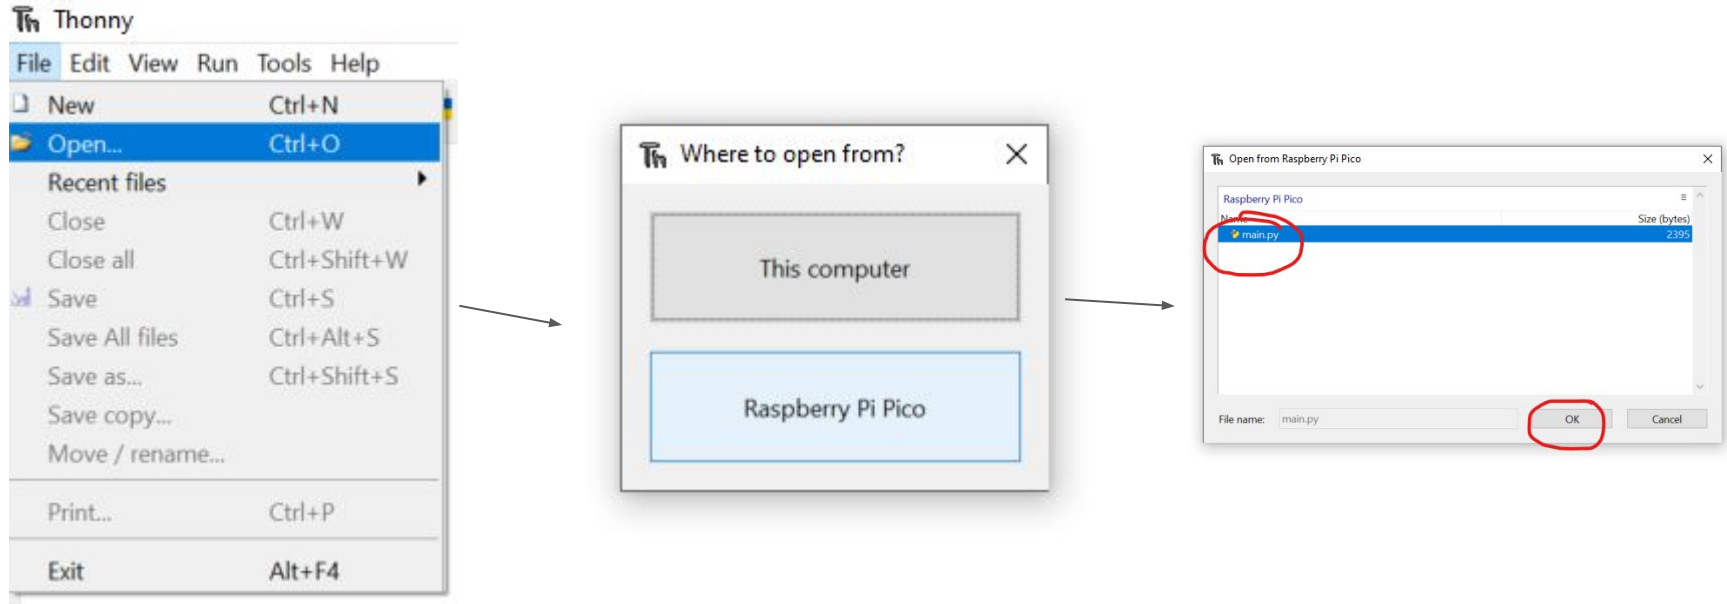 Thonny
File Edit View Run Tools Help
New Ctrl+N
Open... Ctrl+O
Recent files
Close Ctrl+W
Close all Ctrl+Shift+W
Save Ctrl+S
Save All files Ctrl+Alt+S
Save as... Ctrl+Shift+S
Save copy...
Move / rename...
Print... Ctrl+P
Exit Alt+F4
Where to open from?
This computer
Raspberry Pi Pico
Open from Raspberry Pi Pico
Raspberry Pi Pico
Name Size (bytes)
main.py 2395
File name: main.py OK Cancel